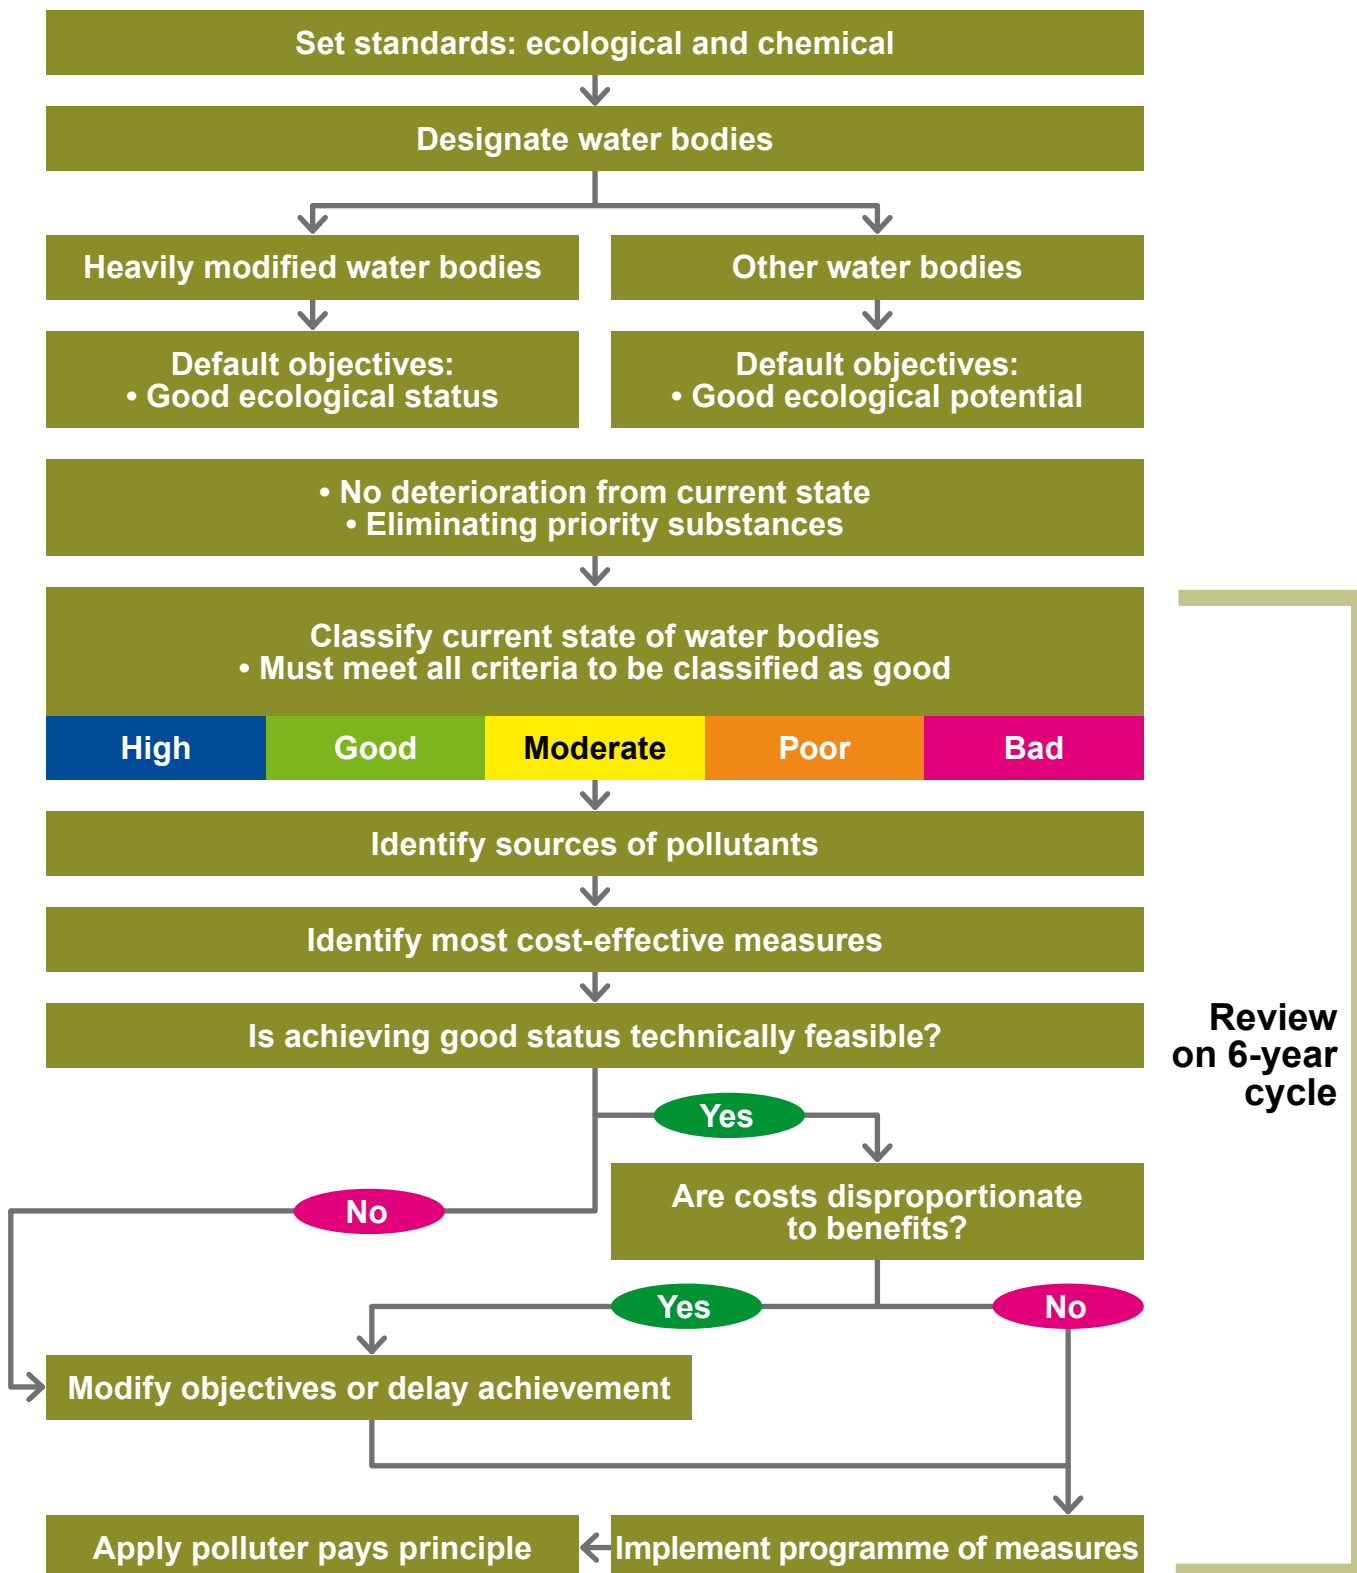 Set standards: ecological and chemical
Designate water bodies
Heavily modified water bodies
Other water bodies
Default objectives:
• Good ecological status
Default objectives:
• Good ecological potential
• No deterioration from current state
• Eliminating priority substances
Classify current state of water bodies
• Must meet all criteria to be classified as good
High
Good
Moderate
Poor
Bad
Identify sources of pollutants
Identify most cost-effective measures
Is achieving good status technically feasible?
Review
on 6-year
cycle
Yes
No
Are costs disproportionate
to benefits?
Yes
No
Modify objectives or delay achievement
Apply polluter pays principle
Implement programme of measures